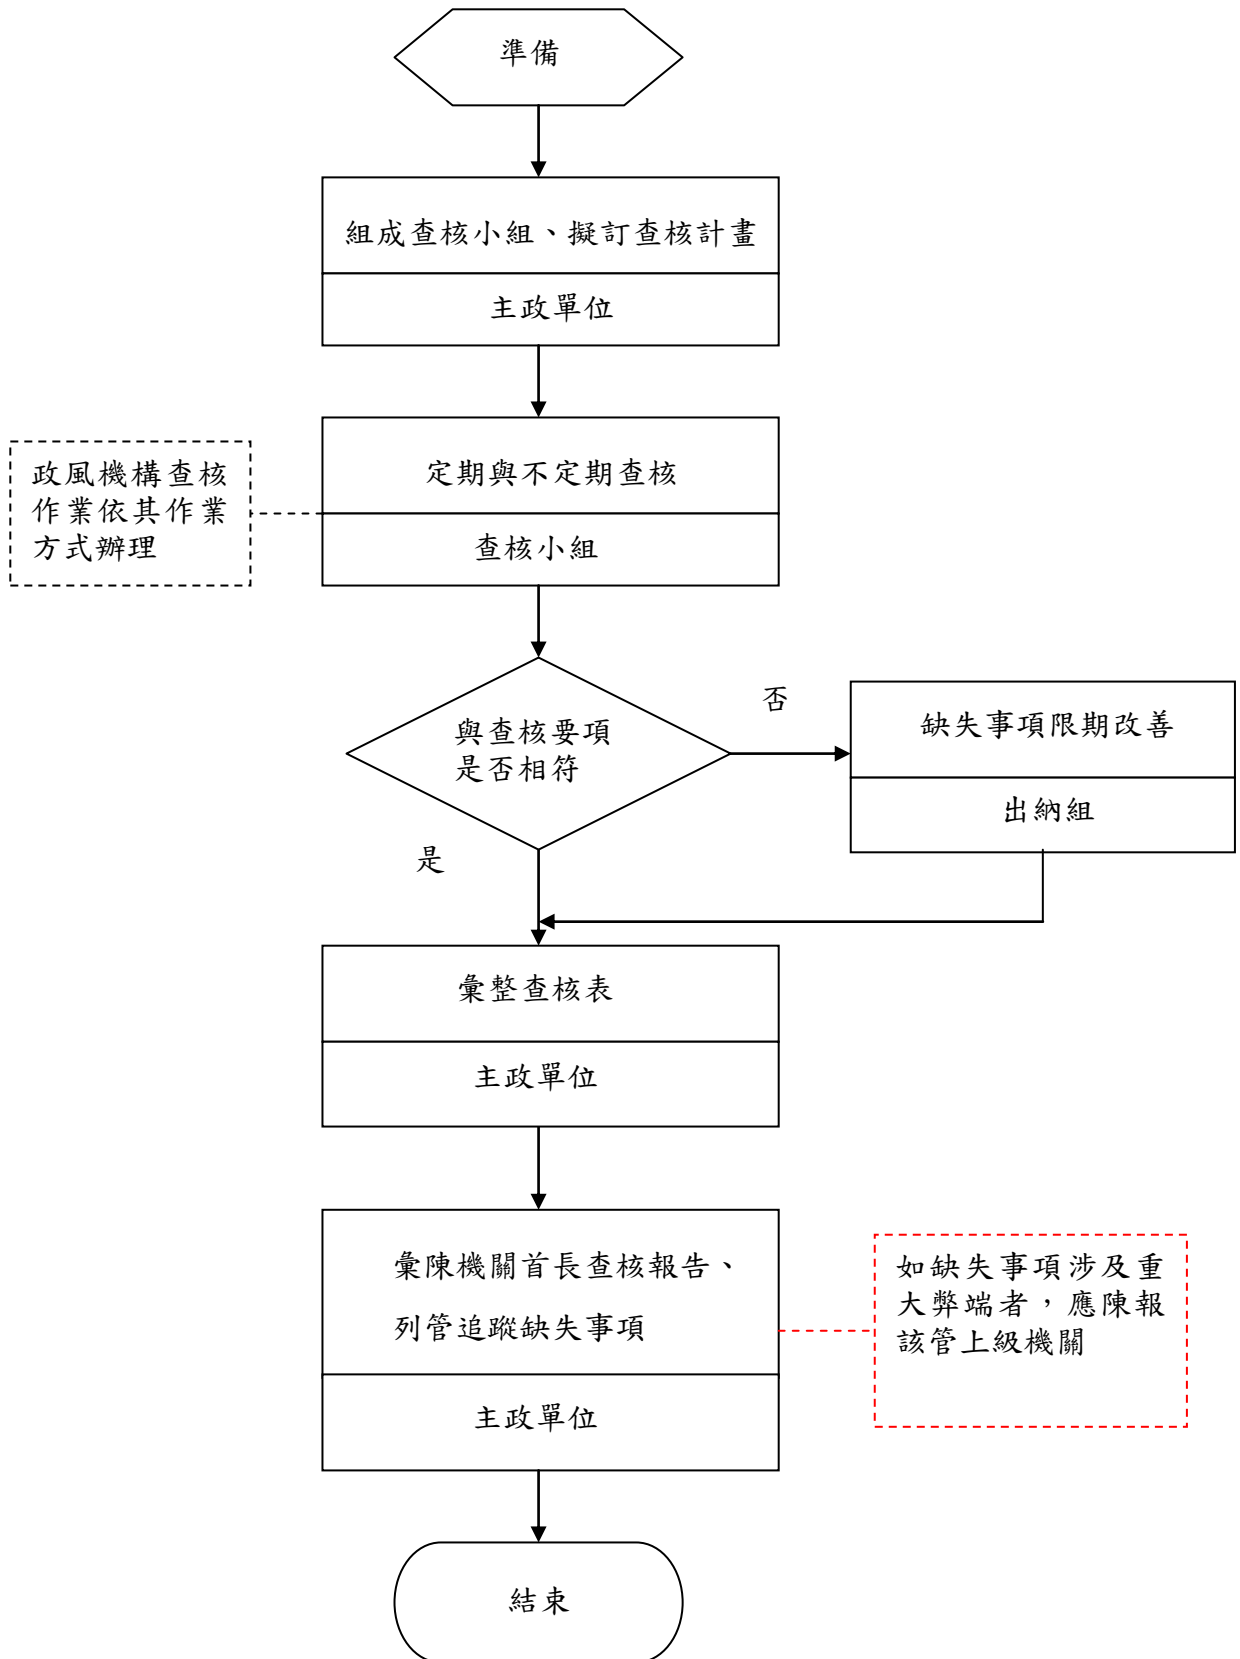 準備
組成查核小組、擬訂查核計畫
主政單位
定期與不定期查核
查核小組
政風機構查核
作業依其作業
方式辦理
與查核要項
是否相符
否
缺失事項限期改善
出納組
是
彙整查核表
主政單位
彙陳機關首長查核報告、
列管追蹤缺失事項
主政單位
如缺失事項涉及重
大弊端者，應陳報
該管上級機關
結束